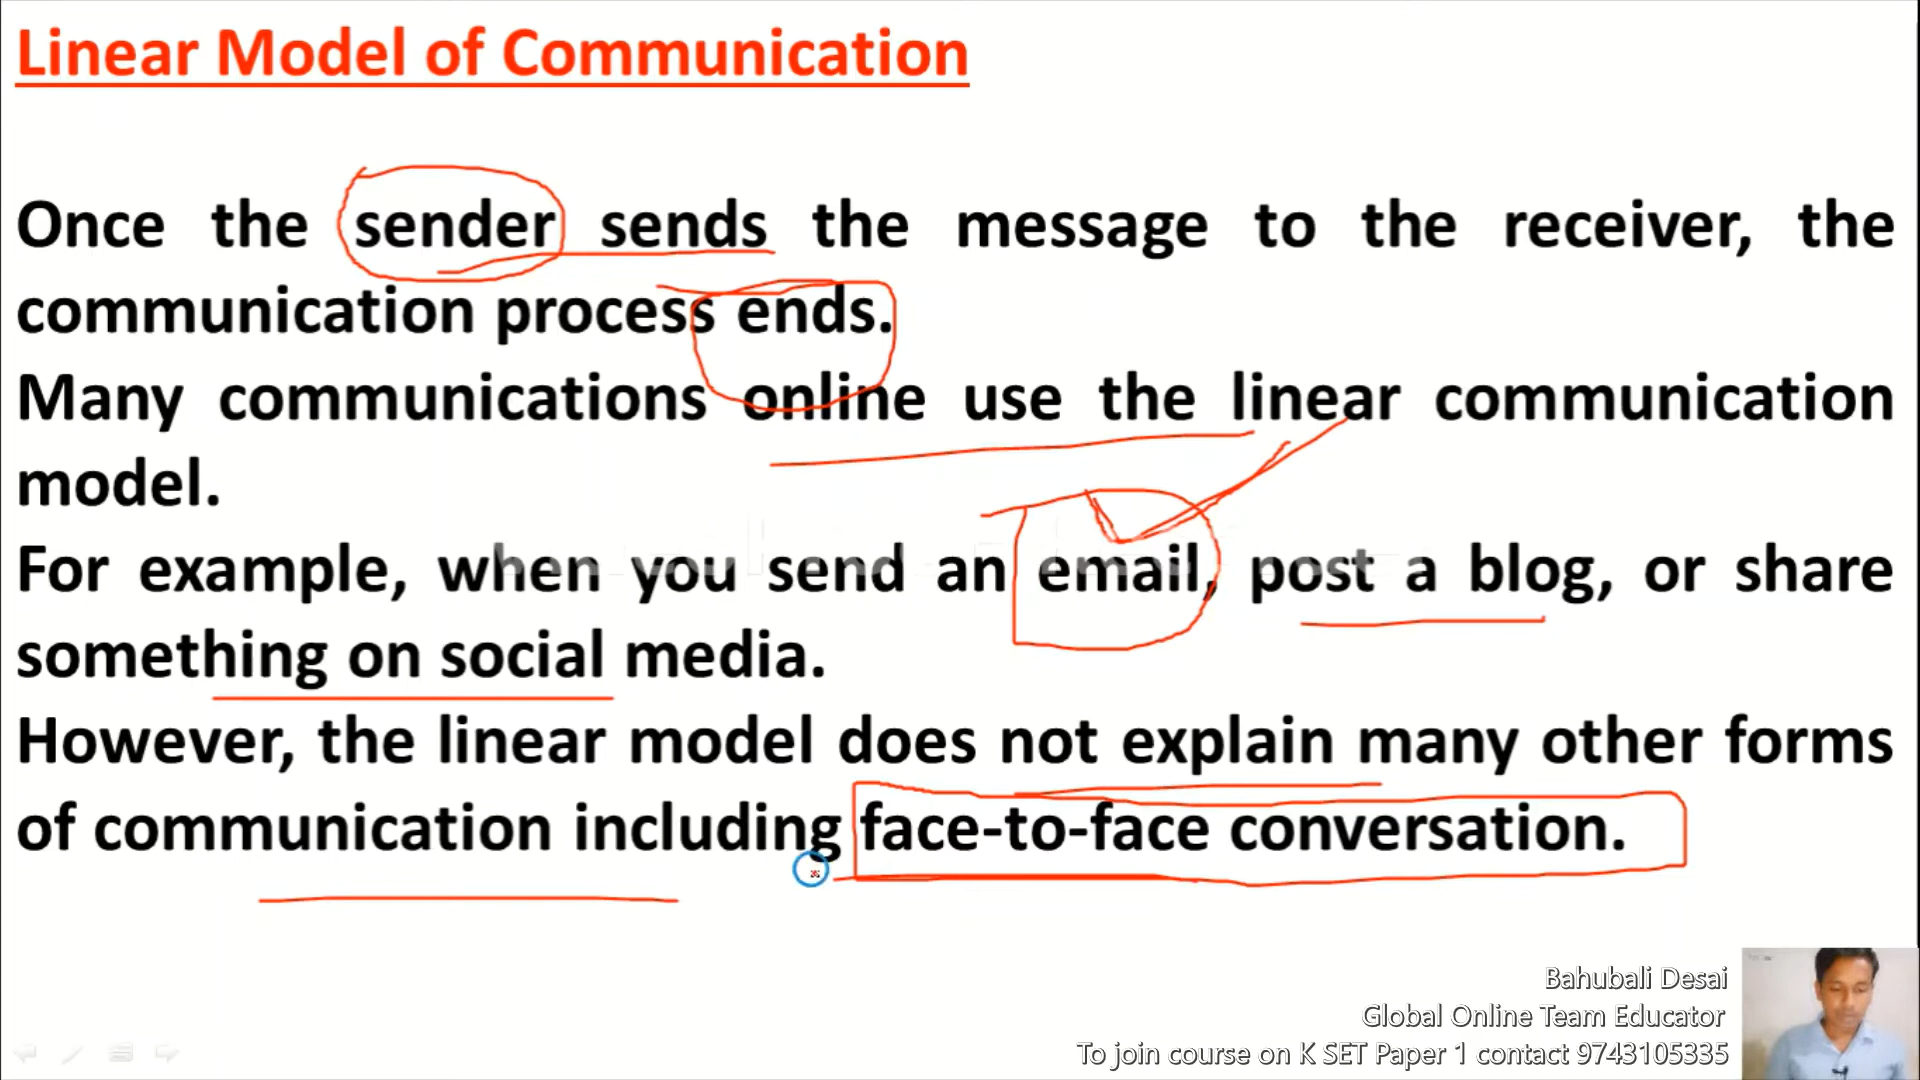 Linear Model of Communication
Once the sender sends the message to the receiver, the
communication process ends.
Many communications online use the linear communication
model.
For example, when you send an email, post a blog, or share
something on social media.
However, the linear model does not explain many other forms
of communication including face-to-face conversation.
Bahubali Desai
Global Online Team Educator
To join course on K SET Paper 1 contact 9743105335